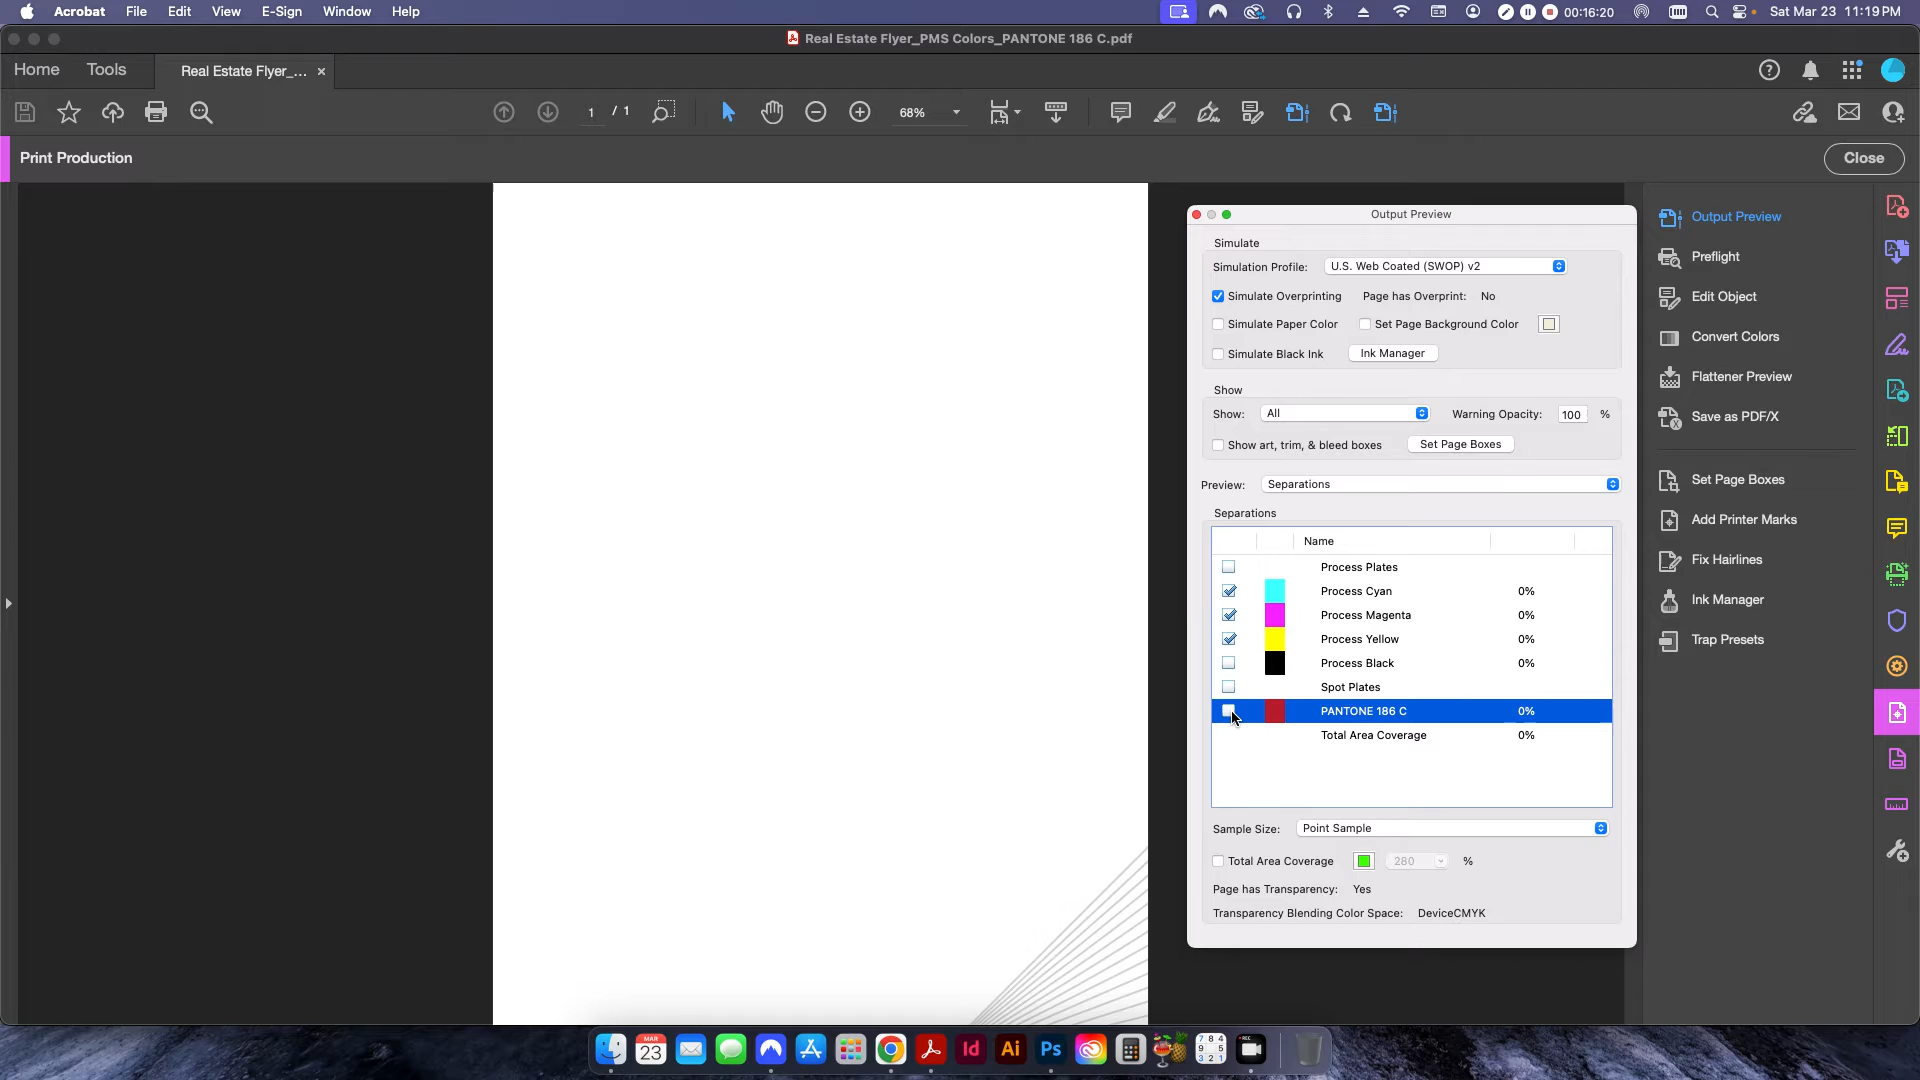 Acrobat File Edit View E-Sign Window Help 00:16:20 Sat Mar 23 11:19 PM
Real Estate Flyer_PMS Colors_PANTONE 186 C.pdf
Home Tools Real Estate Flyer_... ×
1 / 1 68%
Print Production Close
Output Preview
Simulate
Simulation Profile: U.S. Web Coated (SWOP) v2
Simulate Overprinting Page has Overprint: No
Simulate Paper Color Set Page Background Color
Simulate Black Ink Ink Manager
Show
Show: All Warning Opacity: 100 %
Show art, trim, & bleed boxes Set Page Boxes
Preview: Separations
Separations
Name
Process Plates
Process Cyan 0%
Process Magenta 0%
Process Yellow 0%
Process Black 0%
Spot Plates
PANTONE 186 C 0%
Total Area Coverage 0%
Sample Size: Point Sample
Total Area Coverage 280 %
Page has Transparency: Yes
Transparency Blending Color Space: DeviceCMYK
Output Preview
Preflight
Edit Object
Convert Colors
Flattener Preview
Save as PDF/X
Set Page Boxes
Add Printer Marks
Fix Hairlines
Ink Manager
Trap Presets
MAR
23
Id Ai Ps
REC